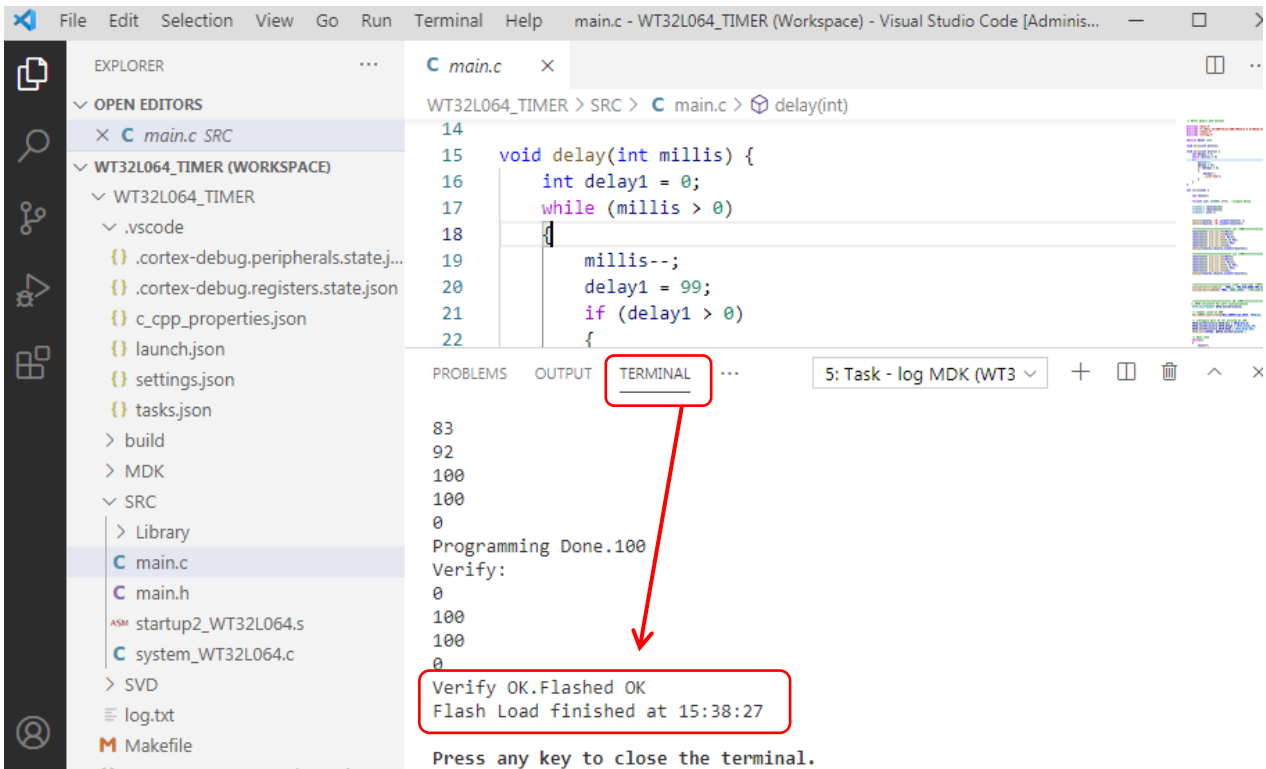 File Edit Selection View Go Run Terminal Help main.c - WT32L064_TIMER (Workspace) - Visual Studio Code [Adminis...
EXPLORER ...
OPEN EDITORS
C main.c SRC
WT32L064_TIMER (WORKSPACE)
WT32L064_TIMER
.vscode
{} .cortex-debug.peripherals.state.j...
{} .cortex-debug.registers.state.json
{} c_cpp_properties.json
{} launch.json
{} settings.json
{} tasks.json
> build
> MDK
SRC
> Library
C main.c
C main.h
ASM startup2_WT32L064.s
C system_WT32L064.c
> SVD
log.txt
M Makefile
C main.c
WT32L064_TIMER > SRC > C main.c > delay(int)
14
15 void delay(int millis) {
16 int delay1 = 0;
17 while (millis > 0)
18 {
19 millis--;
20 delay1 = 99;
21 if (delay1 > 0)
22 {
PROBLEMS OUTPUT TERMINAL ... 5: Task - log MDK (WT3
83
92
100
100
0
Programming Done.100
Verify:
0
100
100
0
Verify OK.Flashed OK
Flash Load finished at 15:38:27
Press any key to close the terminal.